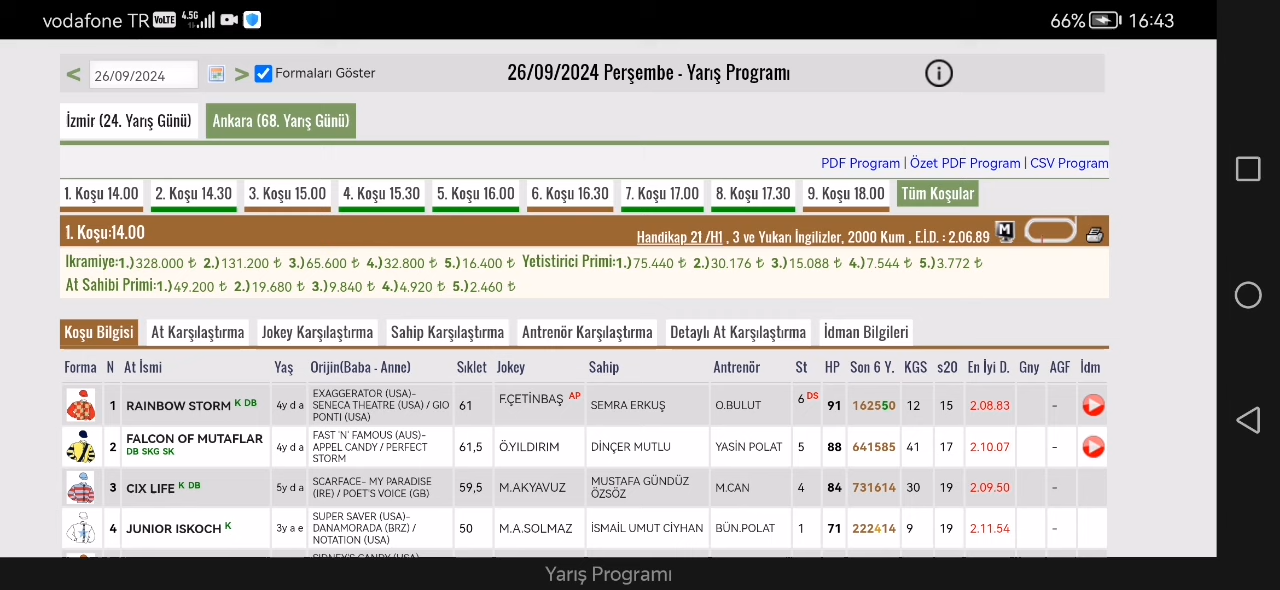 vodafone TR VoLTE 4.5G 66% 16:43
< 26/09/2024 > Formaları Göster 26/09/2024 Perşembe - Yarış Programı
İzmir (24. Yarış Günü) Ankara (68. Yarış Günü)
PDF Program | Özet PDF Program | CSV Program
1. Koşu 14.00 2. Koşu 14.30 3. Koşu 15.00 4. Koşu 15.30 5. Koşu 16.00 6. Koşu 16.30 7. Koşu 17.00 8. Koşu 17.30 9. Koşu 18.00 Tüm Koşular
1. Koşu:14.00 Handikap 21 /H1 , 3 ve Yukarı İngilizler, 2000 Kum , E.İ.D. : 2.06.89 M
Ikramiye:1.)328.000 ₺ 2.)131.200 ₺ 3.)65.600 ₺ 4.)32.800 ₺ 5.)16.400 ₺ Yetistirici Primi:1.)75.440 ₺ 2.)30.176 ₺ 3.)15.088 ₺ 4.)7.544 ₺ 5.)3.772 ₺
At Sahibi Primi:1.)49.200 ₺ 2.)19.680 ₺ 3.)9.840 ₺ 4.)4.920 ₺ 5.)2.460 ₺
Koşu Bilgisi At Karşılaştırma Jokey Karşılaştırma Sahip Karşılaştırma Antrenör Karşılaştırma Detaylı At Karşılaştırma İdman Bilgileri
Forma N At İsmi Yaş Orijin(Baba - Anne) Sıklet Jokey Sahip Antrenör St HP Son 6 Y. KGS s20 En İyi D. Gny AGF İdm
1 RAINBOW STORM K DB 4y d a EXAGGERATOR (USA)- SENECA THEATRE (USA) / GIO PONTI (USA) 61 F.ÇETİNBAŞ AP SEMRA ERKUŞ O.BULUT 6 DS 91 162550 12 15 2.08.83 -
2 FALCON OF MUTAFLAR DB SKG SK 4y d a FAST 'N' FAMOUS (AUS)- APPEL CANDY / PERFECT STORM 61,5 Ö.YILDIRIM DİNÇER MUTLU YASİN POLAT 5 88 641585 41 17 2.10.07 -
3 CIX LIFE K DB 5y d a SCARFACE- MY PARADISE (IRE) / POET'S VOICE (GB) 59,5 M.AKYAVUZ MUSTAFA GÜNDÜZ ÖZSÖZ M.CAN 4 84 731614 30 19 2.09.50 -
4 JUNIOR ISKOCH K 3y a e SUPER SAVER (USA)- DANAMORADA (BRZ) / NOTATION (USA) 50 M.A.SOLMAZ İSMAİL UMUT CİYHAN BÜN.POLAT 1 71 222414 9 19 2.11.54 -
Yarış Programı